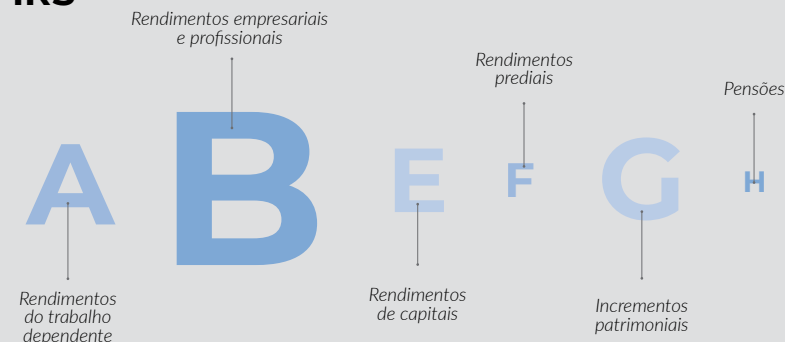 IRS
Rendimentos empresariais
e profissionais
Rendimentos
prediais
Pensões
A
B
E
F
G
H
Rendimentos
do trabalho
dependente
Rendimentos
de capitais
Incrementos
patrimoniais